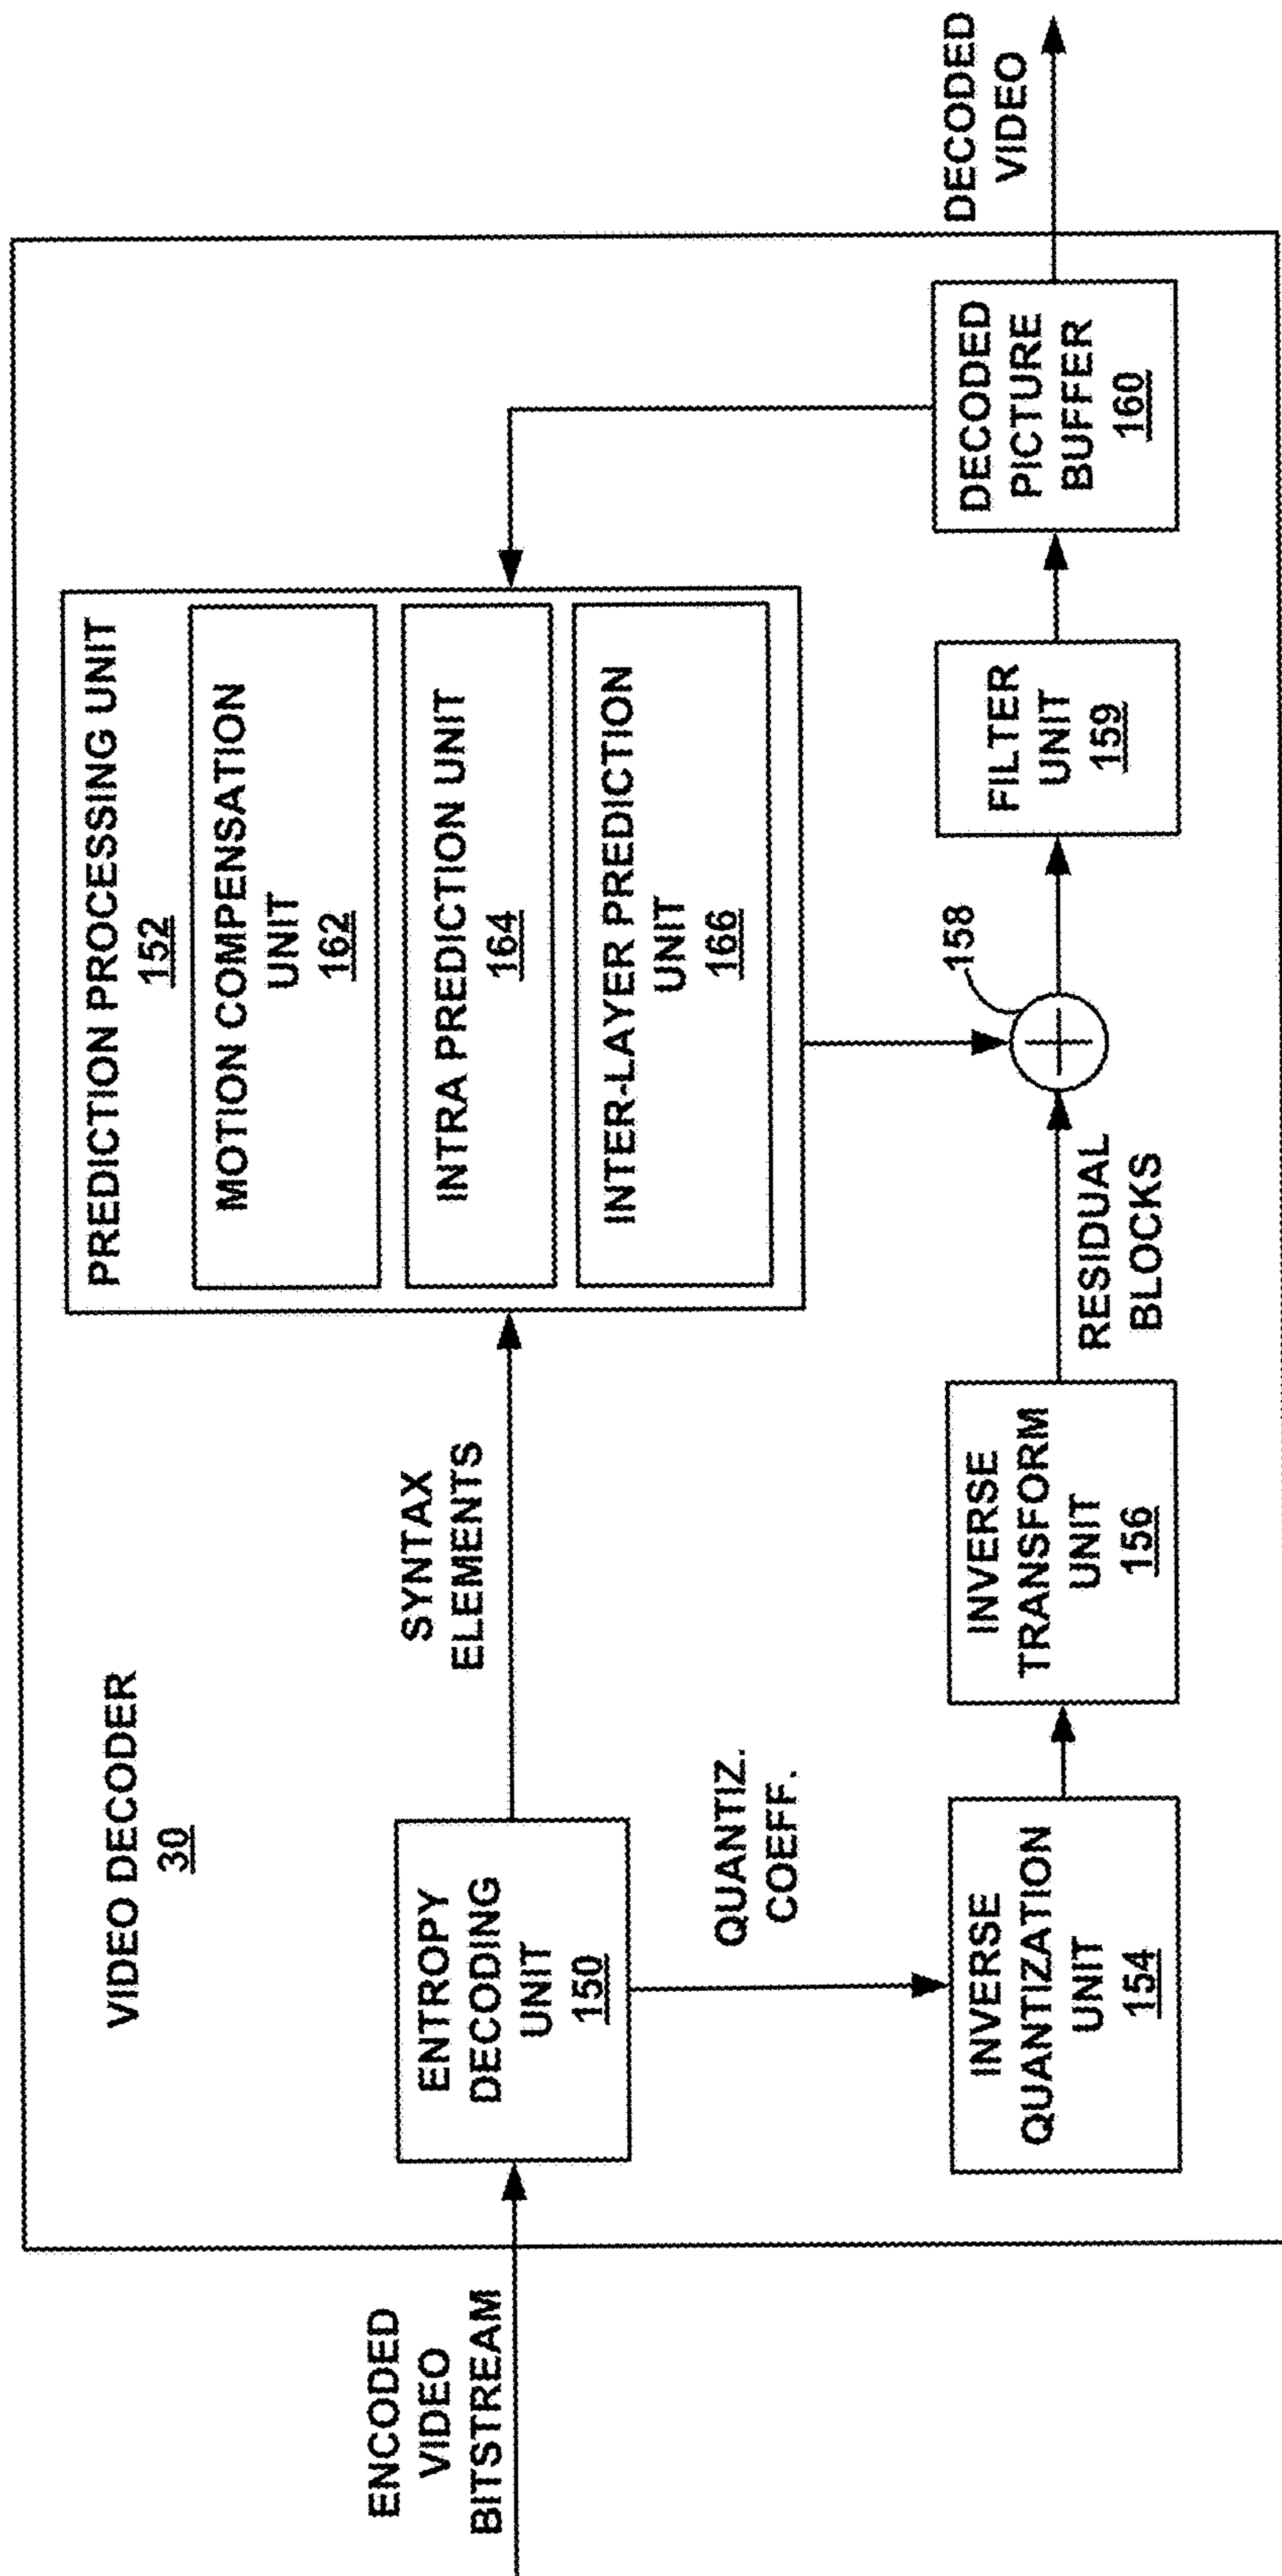 VIDEO DECODER
30
ENCODED
VIDEO
BITSTREAM
ENTROPY
DECODING
UNIT
150
SYNTAX
ELEMENTS
PREDICTION PROCESSING UNIT
152
MOTION COMPENSATION
UNIT
162
INTRA PREDICTION UNIT
164
INTER-LAYER PREDICTION
UNIT
166
QUANTIZ.
COEFF.
INVERSE
QUANTIZATION
UNIT
154
INVERSE
TRANSFORM
UNIT
156
RESIDUAL
BLOCKS
158
FILTER
UNIT
159
DECODED
PICTURE
BUFFER
160
DECODED
VIDEO